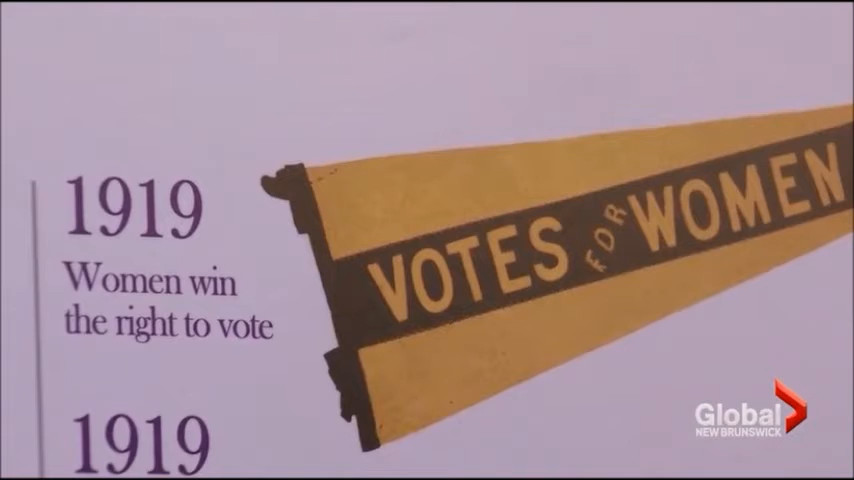 1919
Women win
the right to vote
VOTES FOR WOMEN
1919
Global
NEW BRUNSWICK